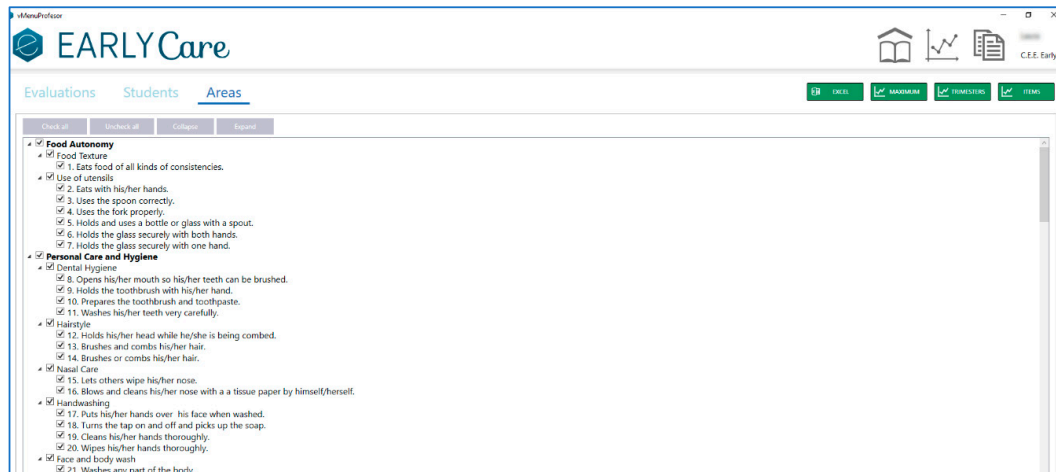 vMenuProfesor
EARLY Care
C.E.E. Early
Evaluations Students Areas
EXCEL MAXIMUM TRIMESTERS ITEMS
Check all Uncheck all Collapse Expand
Food Autonomy
Food Texture
1. Eats food of all kinds of consistencies.
Use of utensils
2. Eats with his/her hands.
3. Uses the spoon correctly.
4. Uses the fork properly.
5. Holds and uses a bottle or glass with a spout.
6. Holds the glass securely with both hands.
7. Holds the glass securely with one hand.
Personal Care and Hygiene
Dental Hygiene
8. Opens his/her mouth so his/her teeth can be brushed.
9. Holds the toothbrush with his/her hand.
10. Prepares the toothbrush and toothpaste.
11. Washes his/her teeth very carefully.
Hairstyle
12. Holds his/her head while he/she is being combed.
13. Brushes and combs his/her hair.
14. Brushes or combs his/her hair.
Nasal Care
15. Lets others wipe his/her nose.
16. Blows and cleans his/her nose with a a tissue paper by himself/herself.
Handwashing
17. Puts his/her hands over his face when washed.
18. Turns the tap on and off and picks up the soap.
19. Cleans his/her hands thoroughly.
20. Wipes his/her hands thoroughly.
Face and body wash
21. Washes any part of the body